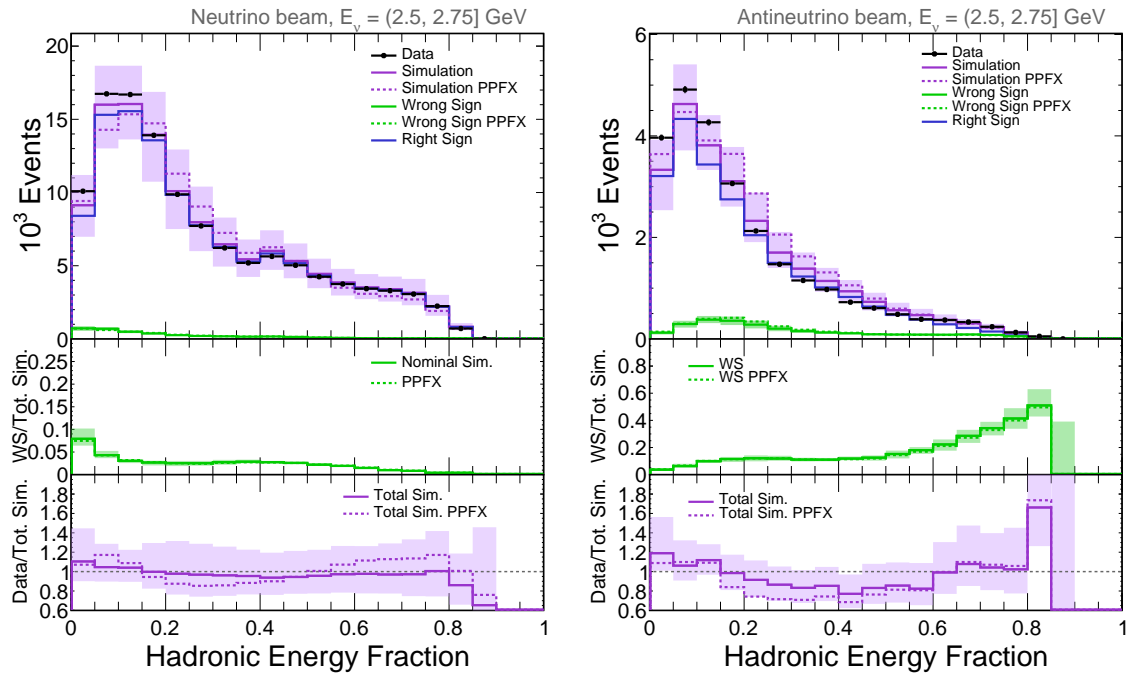 Neutrino beam, Eν = (2.5, 2.75] GeV
20
15
10
5
0
10³ Events
Data
Simulation
Simulation PPFX
Wrong Sign
Wrong Sign PPFX
Right Sign
0.25
0.2
0.15
0.1
0.05
0
WS/Tot. Sim.
Nominal Sim.
PPFX
1.8
1.6
1.4
1.2
1
0.8
0.6
Data/Tot. Sim.
Total Sim.
Total Sim. PPFX
0 0.2 0.4 0.6 0.8 1
Hadronic Energy Fraction
Antineutrino beam, Eν = (2.5, 2.75] GeV
6
4
2
0
10³ Events
Data
Simulation
Simulation PPFX
Wrong Sign
Wrong Sign PPFX
Right Sign
0.8
0.6
0.4
0.2
0
WS/Tot. Sim.
WS
WS PPFX
1.8
1.6
1.4
1.2
1
0.8
0.6
Data/Tot. Sim.
Total Sim.
Total Sim. PPFX
0 0.2 0.4 0.6 0.8 1
Hadronic Energy Fraction